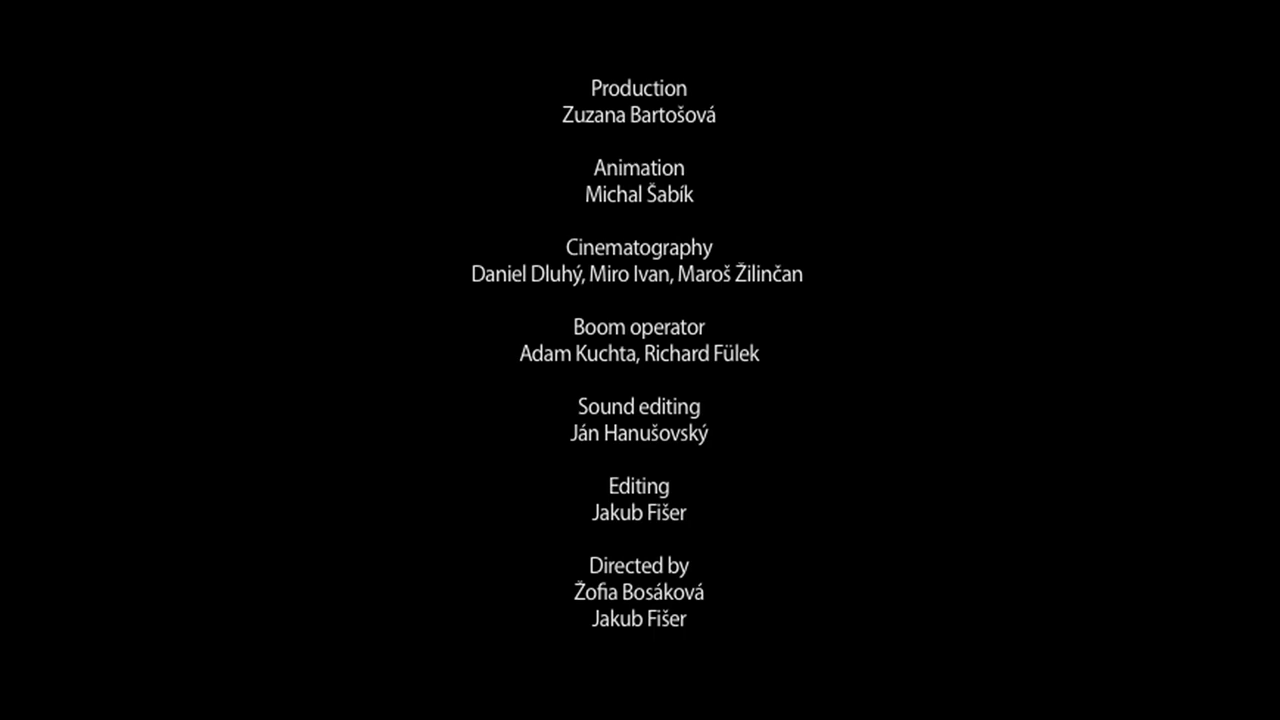 Production
Zuzana Bartošová
Animation
Michal Šabík
Cinematography
Daniel Dluhý, Miro Ivan, Maroš Žilinčan
Boom operator
Adam Kuchta, Richard Fülek
Sound editing
Ján Hanušovský
Editing
Jakub Fišer
Directed by
Žofia Bosáková
Jakub Fišer